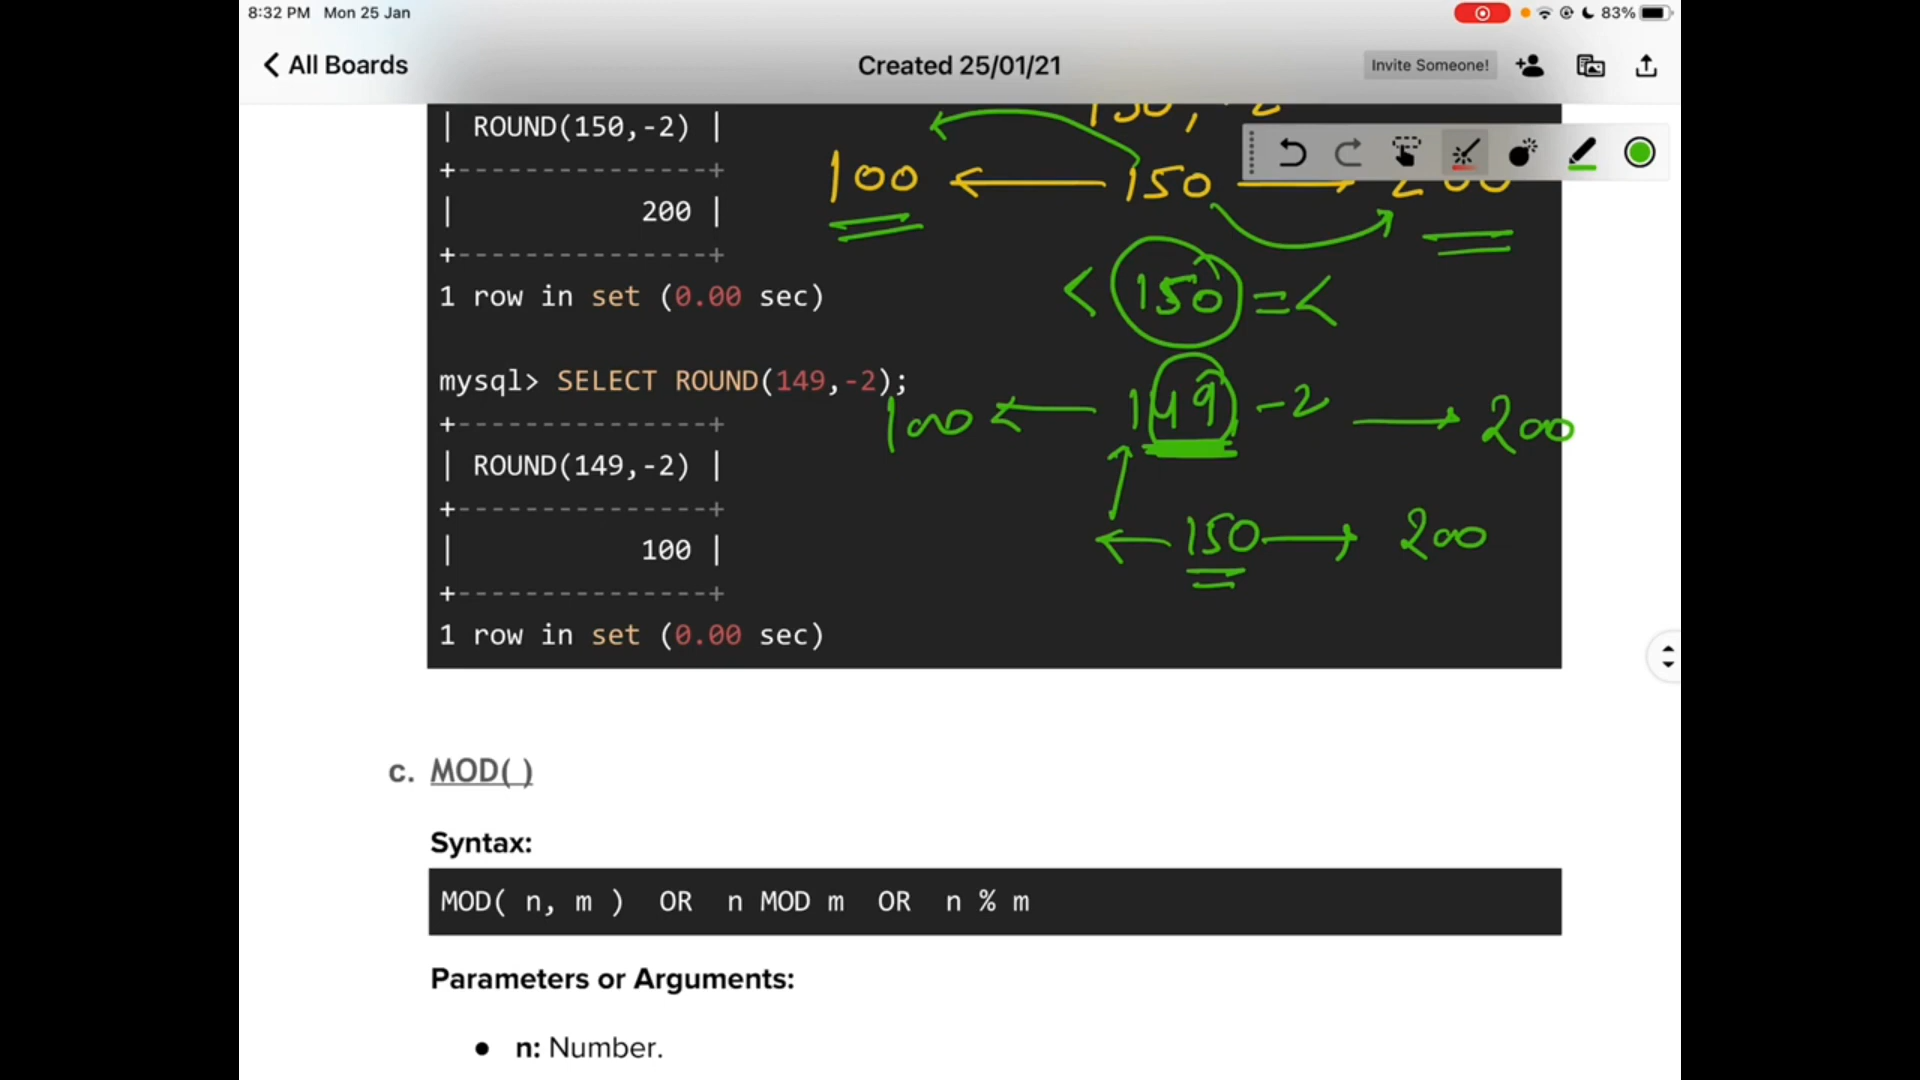 8:32 PM Mon 25 Jan
83%
All Boards
Created 25/01/21
Invite Someone!
150, -2
| ROUND(150,-2) |
+---------------+
| 200 |
+---------------+
1 row in set (0.00 sec)
100 ← 150 → 200
< 150 =<
mysql> SELECT ROUND(149,-2);
+---------------+
| ROUND(149,-2) |
+---------------+
| 100 |
+---------------+
1 row in set (0.00 sec)
100 ← 149 -2 → 200
← 150 → 200
c. MOD( )
Syntax:
MOD( n, m ) OR n MOD m OR n % m
Parameters or Arguments:
● n: Number.